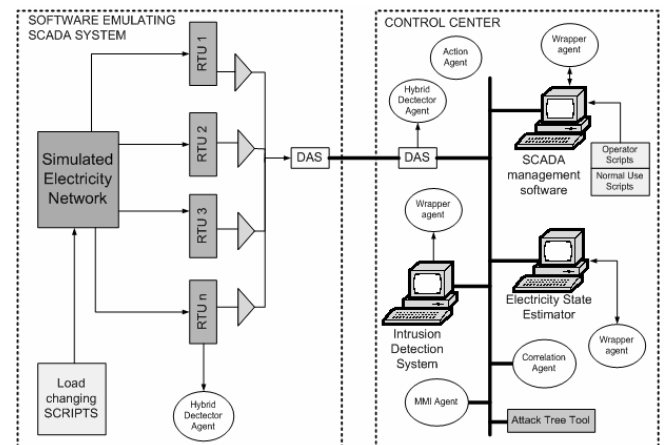 SOFTWARE EMULATING
SCADA SYSTEM
RTU 1
RTU 2
RTU 3
RTU n
Simulated
Electricity
Network
DAS
Load
changing
SCRIPTS
Hybrid
Dectector
Agent
CONTROL CENTER
Action
Agent
Wrapper
agent
Hybrid
Dectector
Agent
DAS
SCADA
management
software
Operator
Scripts
Normal Use
Scripts
Wrapper
agent
Intrusion
Detection
System
Electricity State
Estimator
Wrapper
agent
Correlation
Agent
MMI Agent
Attack Tree Tool